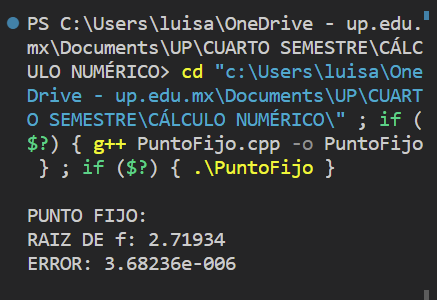 PS C:\Users\luisa\OneDrive - up.edu.
mx\Documents\UP\CUARTO SEMESTRE\CÁLC
ULO NUMÉRICO> cd "c:\Users\luisa\One
Drive - up.edu.mx\Documents\UP\CUART
O SEMESTRE\CÁLCULO NUMÉRICO\" ; if (
$?) { g++ PuntoFijo.cpp -o PuntoFijo
 } ; if ($?) { .\PuntoFijo }
PUNTO FIJO:
RAIZ DE f: 2.71934
ERROR: 3.68236e-006